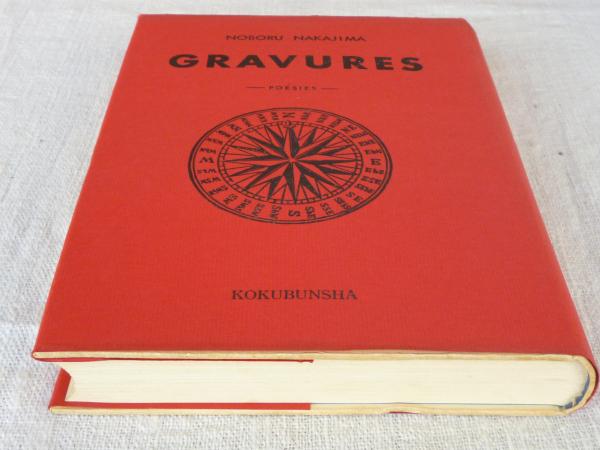 NOBORU NAKAJIMA
GRAVURES
— POÉSIES —
W
E
S
KOKUBUNSHA